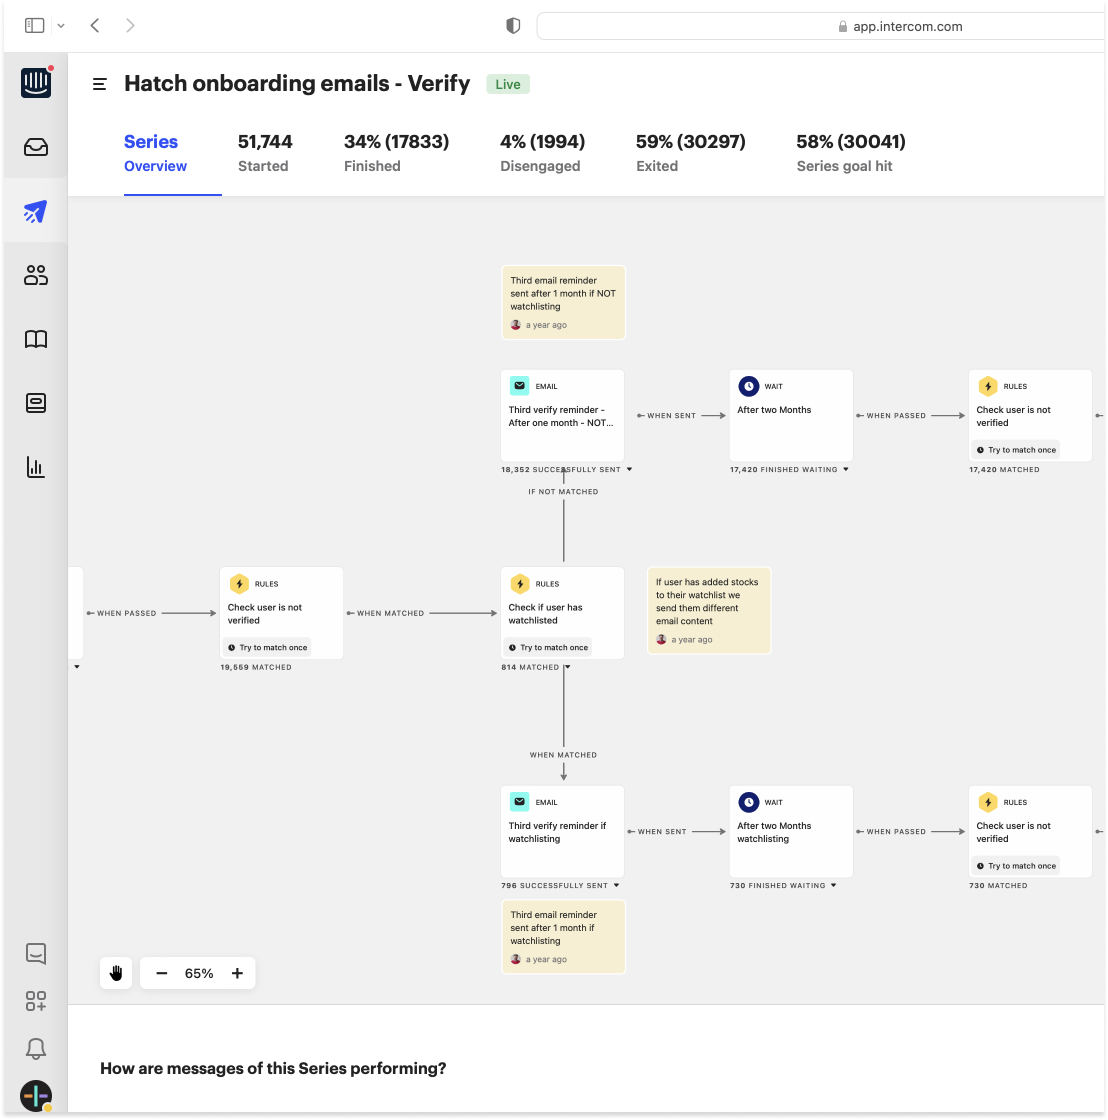 app.intercom.com
Hatch onboarding emails - Verify
Live
Series
Overview
51,744
Started
34% (17833)
Finished
4% (1994)
Disengaged
59% (30297)
Exited
58% (30041)
Series goal hit
Third email reminder
sent after 1 month if NOT
watchlisting
a year ago
EMAIL
Third verify reminder -
After one month - NOT...
18,352 SUCCESSFULLY SENT
WHEN SENT
WAIT
After two Months
17,420 FINISHED WAITING
WHEN PASSED
RULES
Check user is not
verified
Try to match once
17,420 MATCHED
IF NOT MATCHED
WHEN PASSED
RULES
Check user is not
verified
Try to match once
19,559 MATCHED
WHEN MATCHED
RULES
Check if user has
watchlisted
Try to match once
814 MATCHED
If user has added stocks
to their watchlist we
send them different
email content
a year ago
WHEN MATCHED
EMAIL
Third verify reminder if
watchlisting
796 SUCCESSFULLY SENT
WHEN SENT
WAIT
After two Months
watchlisting
730 FINISHED WAITING
WHEN PASSED
RULES
Check user is not
verified
Try to match once
730 MATCHED
Third email reminder
sent after 1 month if
watchlisting
a year ago
65%
How are messages of this Series performing?